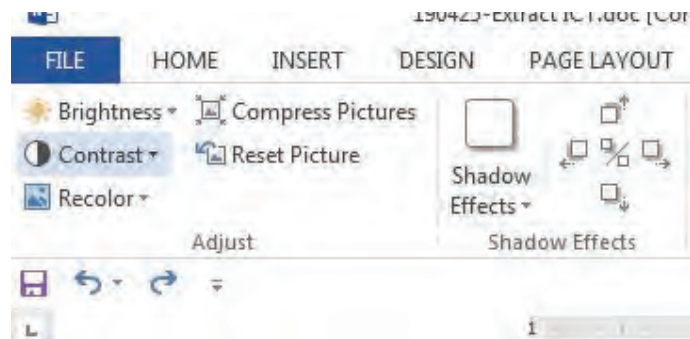 190425-Extract ICT.doc [Com
FILE HOME INSERT DESIGN PAGE LAYOUT
Brightness Compress Pictures
Contrast Reset Picture
Recolor
Shadow
Effects
Adjust Shadow Effects
1